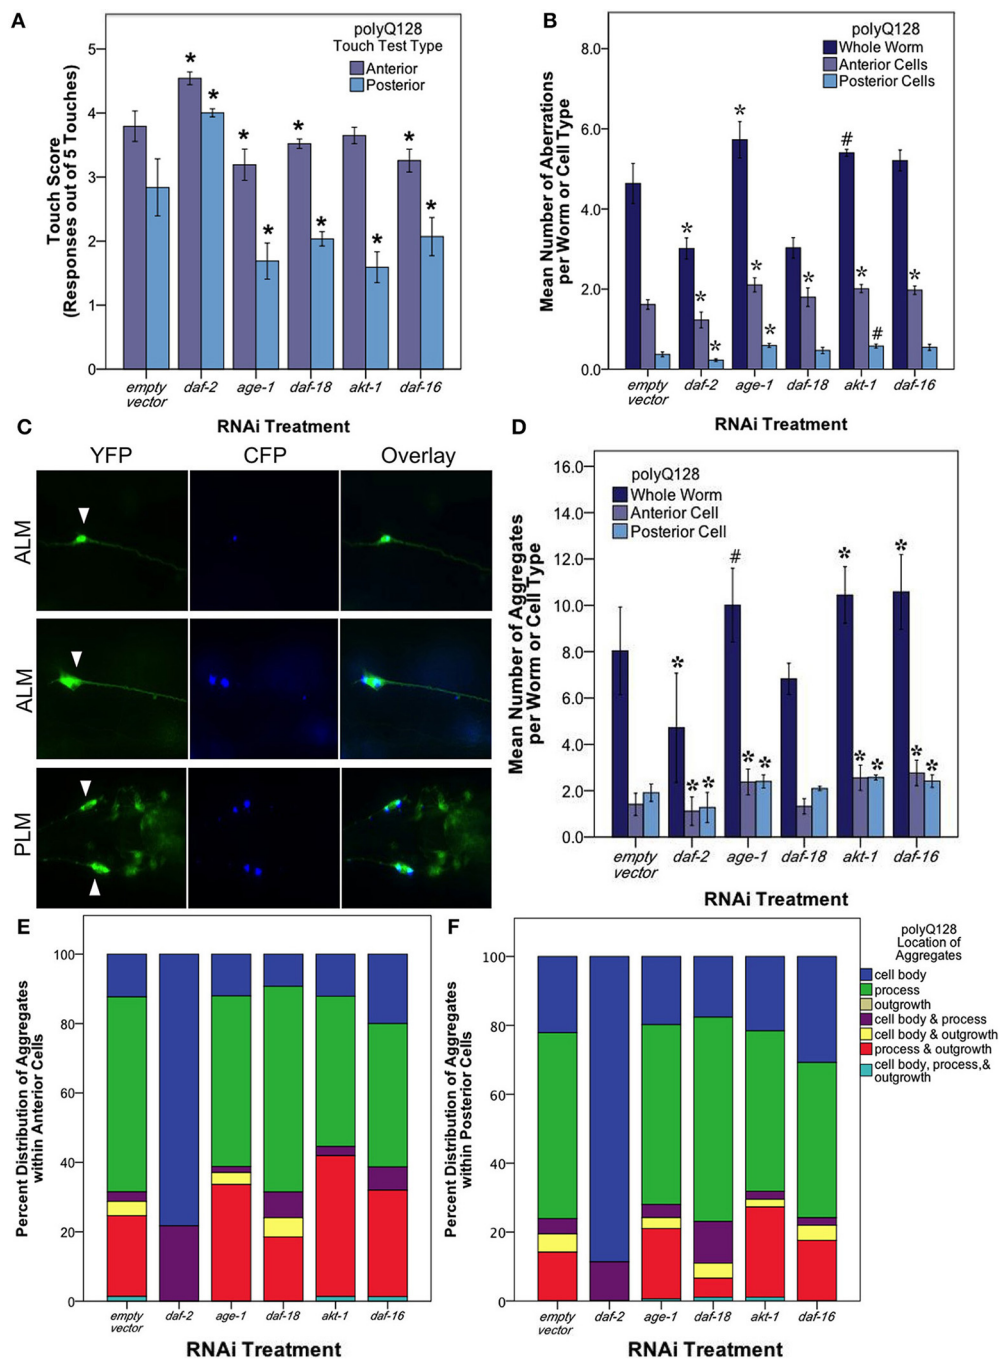 A
polyQ128
Touch Test Type
Anterior
Posterior
Touch Score
(Responses out of 5 Touches)
5
4
3
2
1
0
* * * * * * * *
empty vector daf-2 age-1 daf-18 akt-1 daf-16
RNAi Treatment
B
polyQ128
Whole Worm
Anterior Cells
Posterior Cells
Mean Number of Aberrations
per Worm or Cell Type
8.0
6.0
4.0
2.0
0.0
* * * * * * * # * # *
empty vector daf-2 age-1 daf-18 akt-1 daf-16
RNAi Treatment
C
YFP CFP Overlay
ALM
ALM
PLM
D
polyQ128
Whole Worm
Anterior Cell
Posterior Cell
Mean Number of Aggregates
per Worm or Cell Type
16.0
14.0
12.0
10.0
8.0
6.0
4.0
2.0
0.0
* * * # * * * * * * * *
empty vector daf-2 age-1 daf-18 akt-1 daf-16
RNAi Treatment
E
Percent Distribution of Aggregates
within Anterior Cells
100
80
60
40
20
0
empty vector daf-2 age-1 daf-18 akt-1 daf-16
RNAi Treatment
F
Percent Distribution of Aggregates
within Posterior Cells
100
80
60
40
20
0
empty vector daf-2 age-1 daf-18 akt-1 daf-16
RNAi Treatment
polyQ128
Location of
Aggregates
cell body
process
outgrowth
cell body & process
cell body & outgrowth
process & outgrowth
cell body, process,&
outgrowth